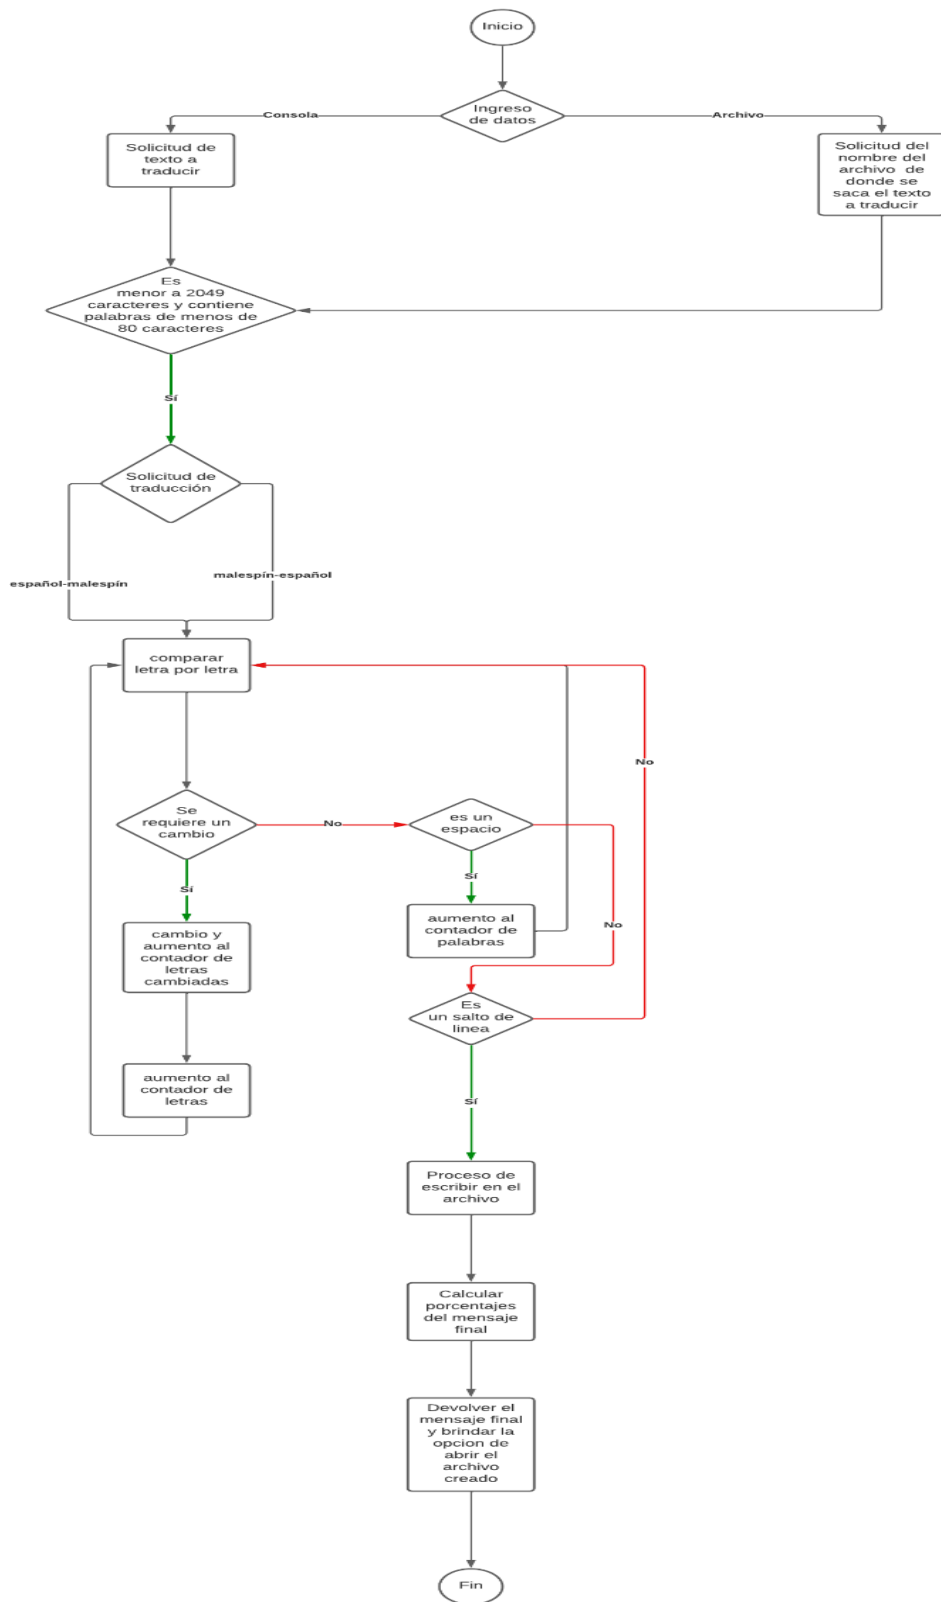 Inicio
Ingreso
de datos
Consola
Archivo
Solicitud de
texto a
traducir
Solicitud del
nombre del
archivo de
donde se
saca el texto
a traducir
Es
menor a 2049
caracteres y contiene
palabras de menos de
80 caracteres
Sí
Solicitud de
traducción
español-malespín
malespín-español
comparar
letra por letra
No
Se
requiere un
cambio
No
es un
espacio
Sí
Sí
aumento al
contador de
palabras
No
cambio y
aumento al
contador de
letras
cambiadas
Es
un salto de
linea
aumento al
contador de
letras
Sí
Proceso de
escribir en el
archivo
Calcular
porcentajes
del mensaje
final
Devolver el
mensaje final
y brindar la
opcion de
abrir el
archivo
creado
Fin